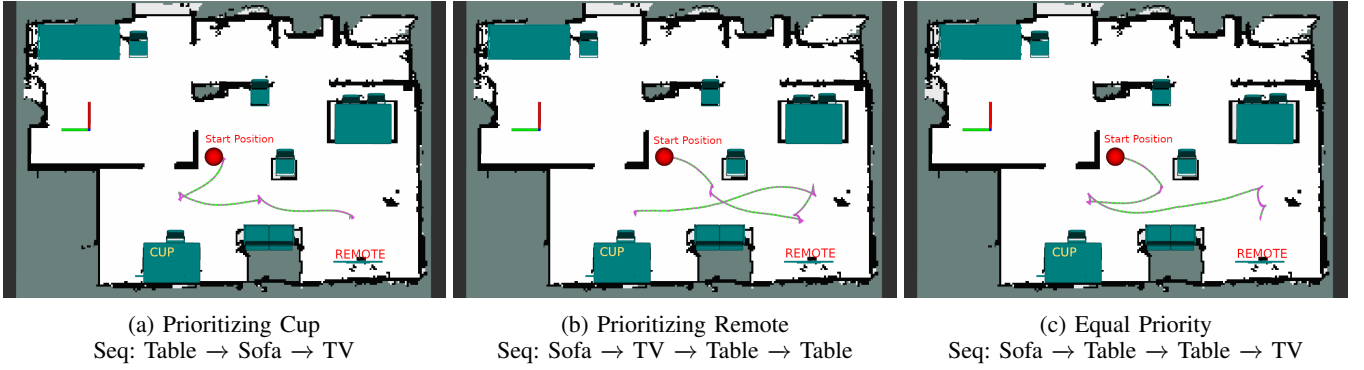 Start Position
CUP
REMOTE
Start Position
CUP
REMOTE
Start Position
CUP
REMOTE
(a) Prioritizing Cup
Seq: Table → Sofa → TV
(b) Prioritizing Remote
Seq: Sofa → TV → Table → Table
(c) Equal Priority
Seq: Sofa → Table → Table → TV